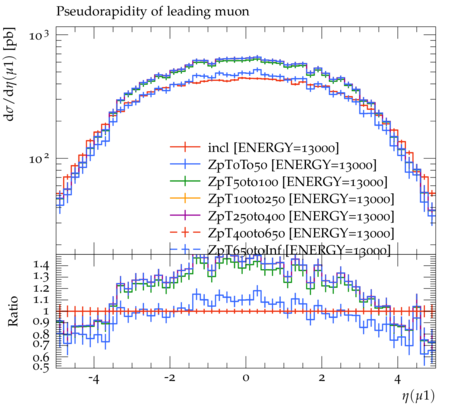 Pseudorapidity of leading muon
dσ/dη(μ1) [pb]
10³
10²
incl [ENERGY=13000]
ZpT0To50 [ENERGY=13000]
ZpT50to100 [ENERGY=13000]
ZpT100to250 [ENERGY=13000]
ZpT250to400 [ENERGY=13000]
ZpT400to650 [ENERGY=13000]
ZpT650toInf [ENERGY=13000]
Ratio
1.4
1.3
1.2
1.1
1
0.9
0.8
0.7
0.6
0.5
-4 -2 0 2 4
η(μ1)